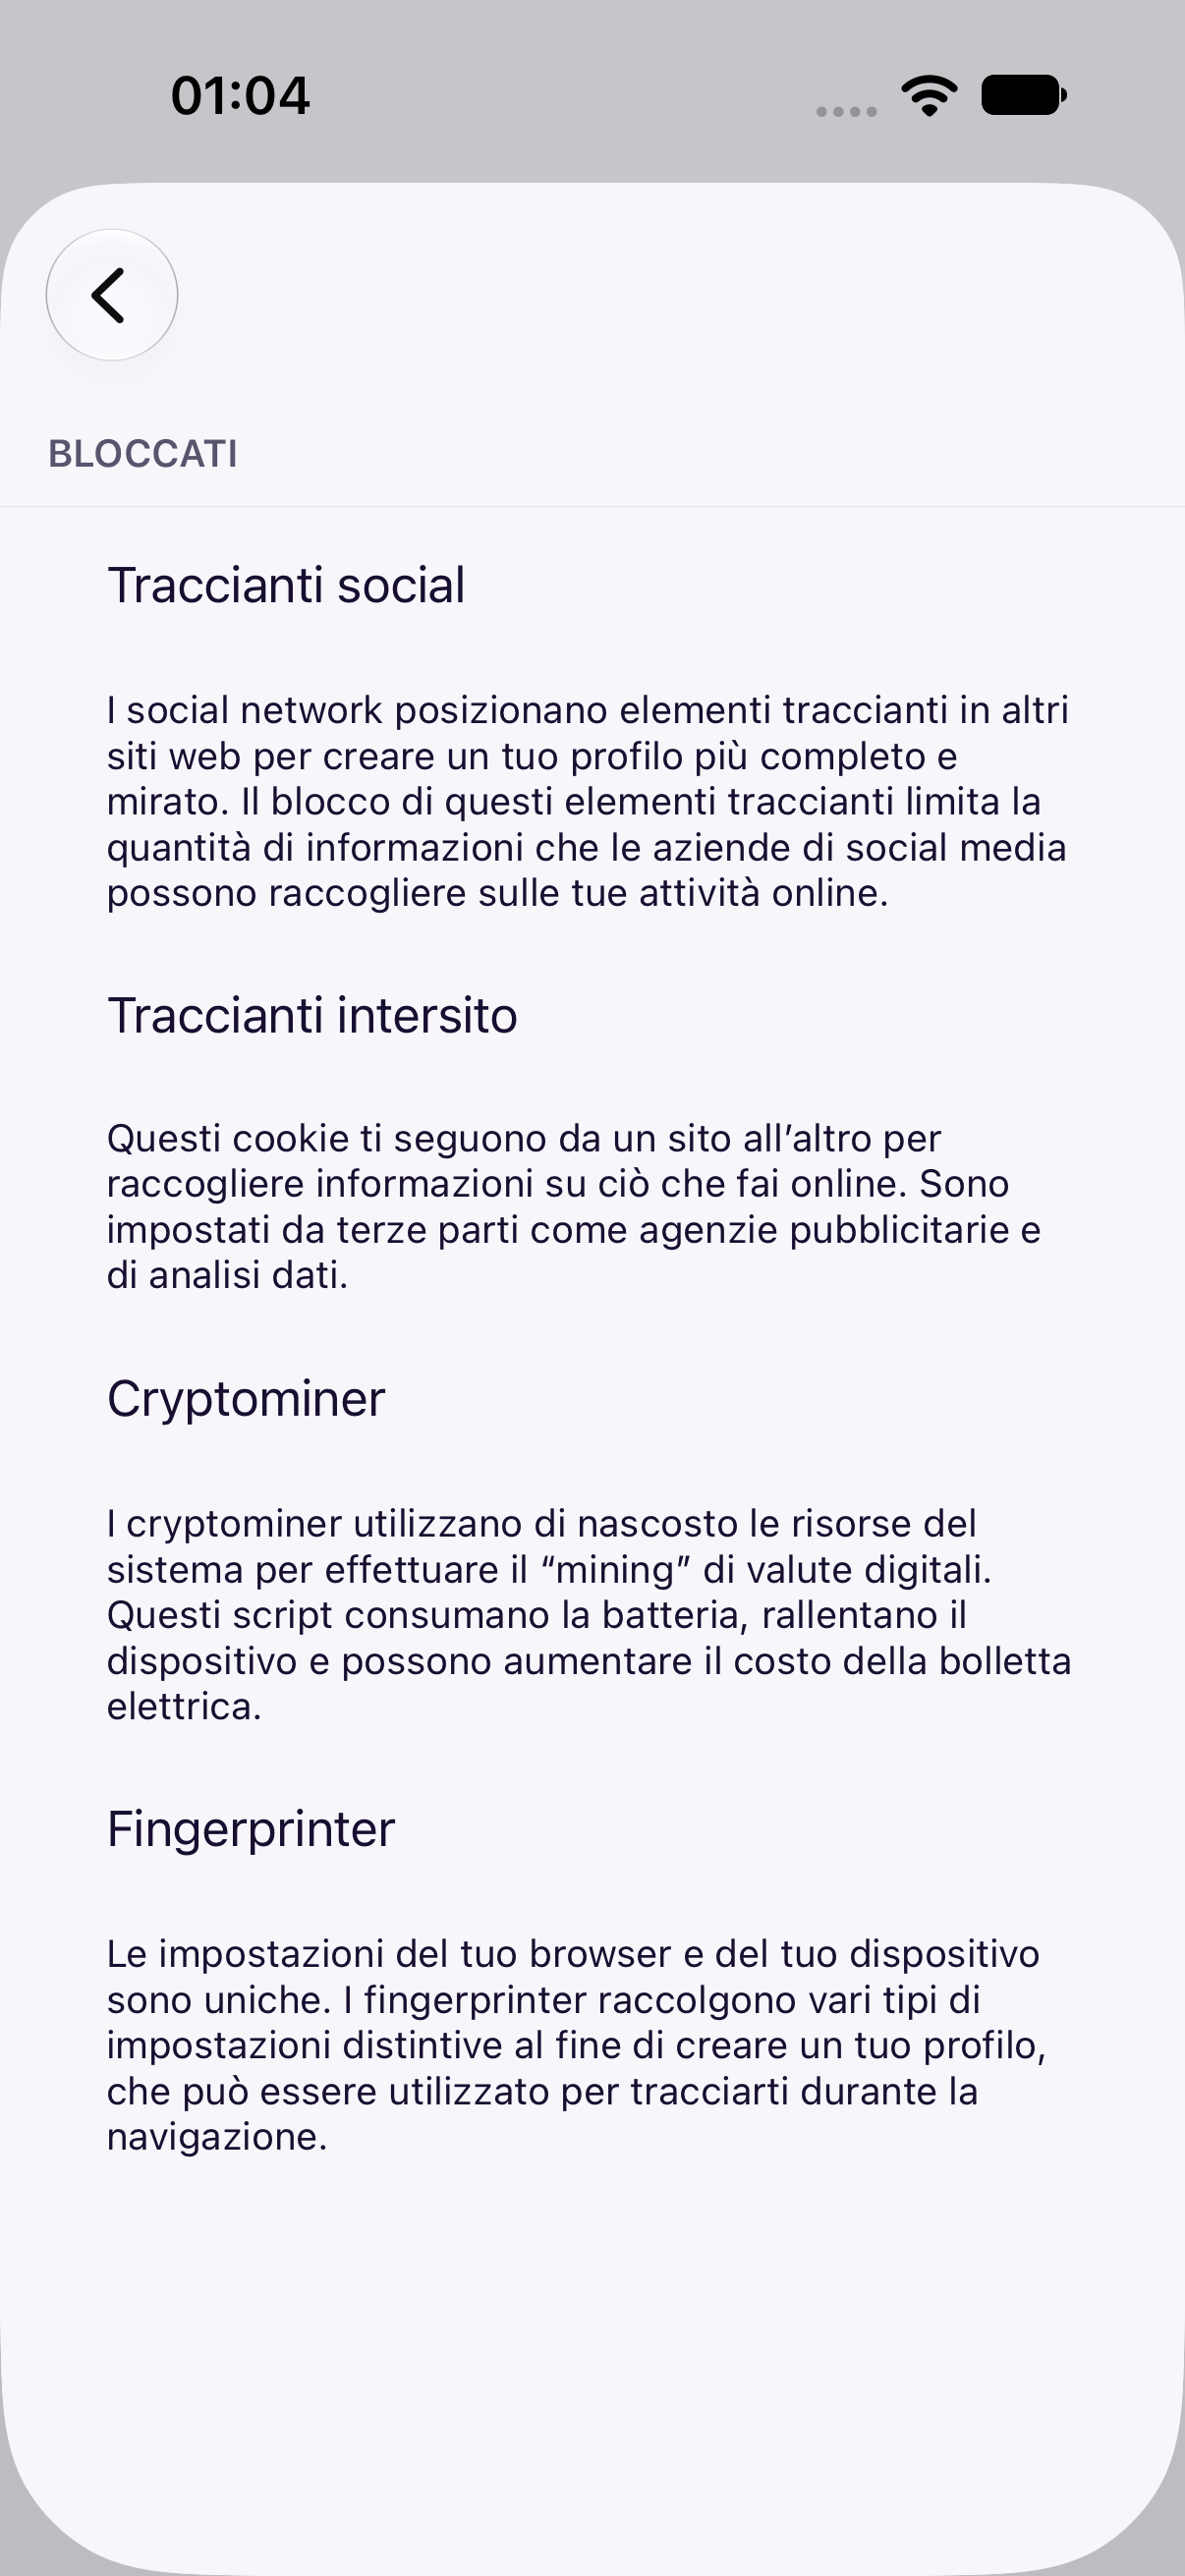 01:04
BLOCCATI
Traccianti social
I social network posizionano elementi traccianti in altri
siti web per creare un tuo profilo più completo e
mirato. Il blocco di questi elementi traccianti limita la
quantità di informazioni che le aziende di social media
possono raccogliere sulle tue attività online.
Traccianti intersito
Questi cookie ti seguono da un sito all’altro per
raccogliere informazioni su ciò che fai online. Sono
impostati da terze parti come agenzie pubblicitarie e
di analisi dati.
Cryptominer
I cryptominer utilizzano di nascosto le risorse del
sistema per effettuare il “mining” di valute digitali.
Questi script consumano la batteria, rallentano il
dispositivo e possono aumentare il costo della bolletta
elettrica.
Fingerprinter
Le impostazioni del tuo browser e del tuo dispositivo
sono uniche. I fingerprinter raccolgono vari tipi di
impostazioni distintive al fine di creare un tuo profilo,
che può essere utilizzato per tracciarti durante la
navigazione.